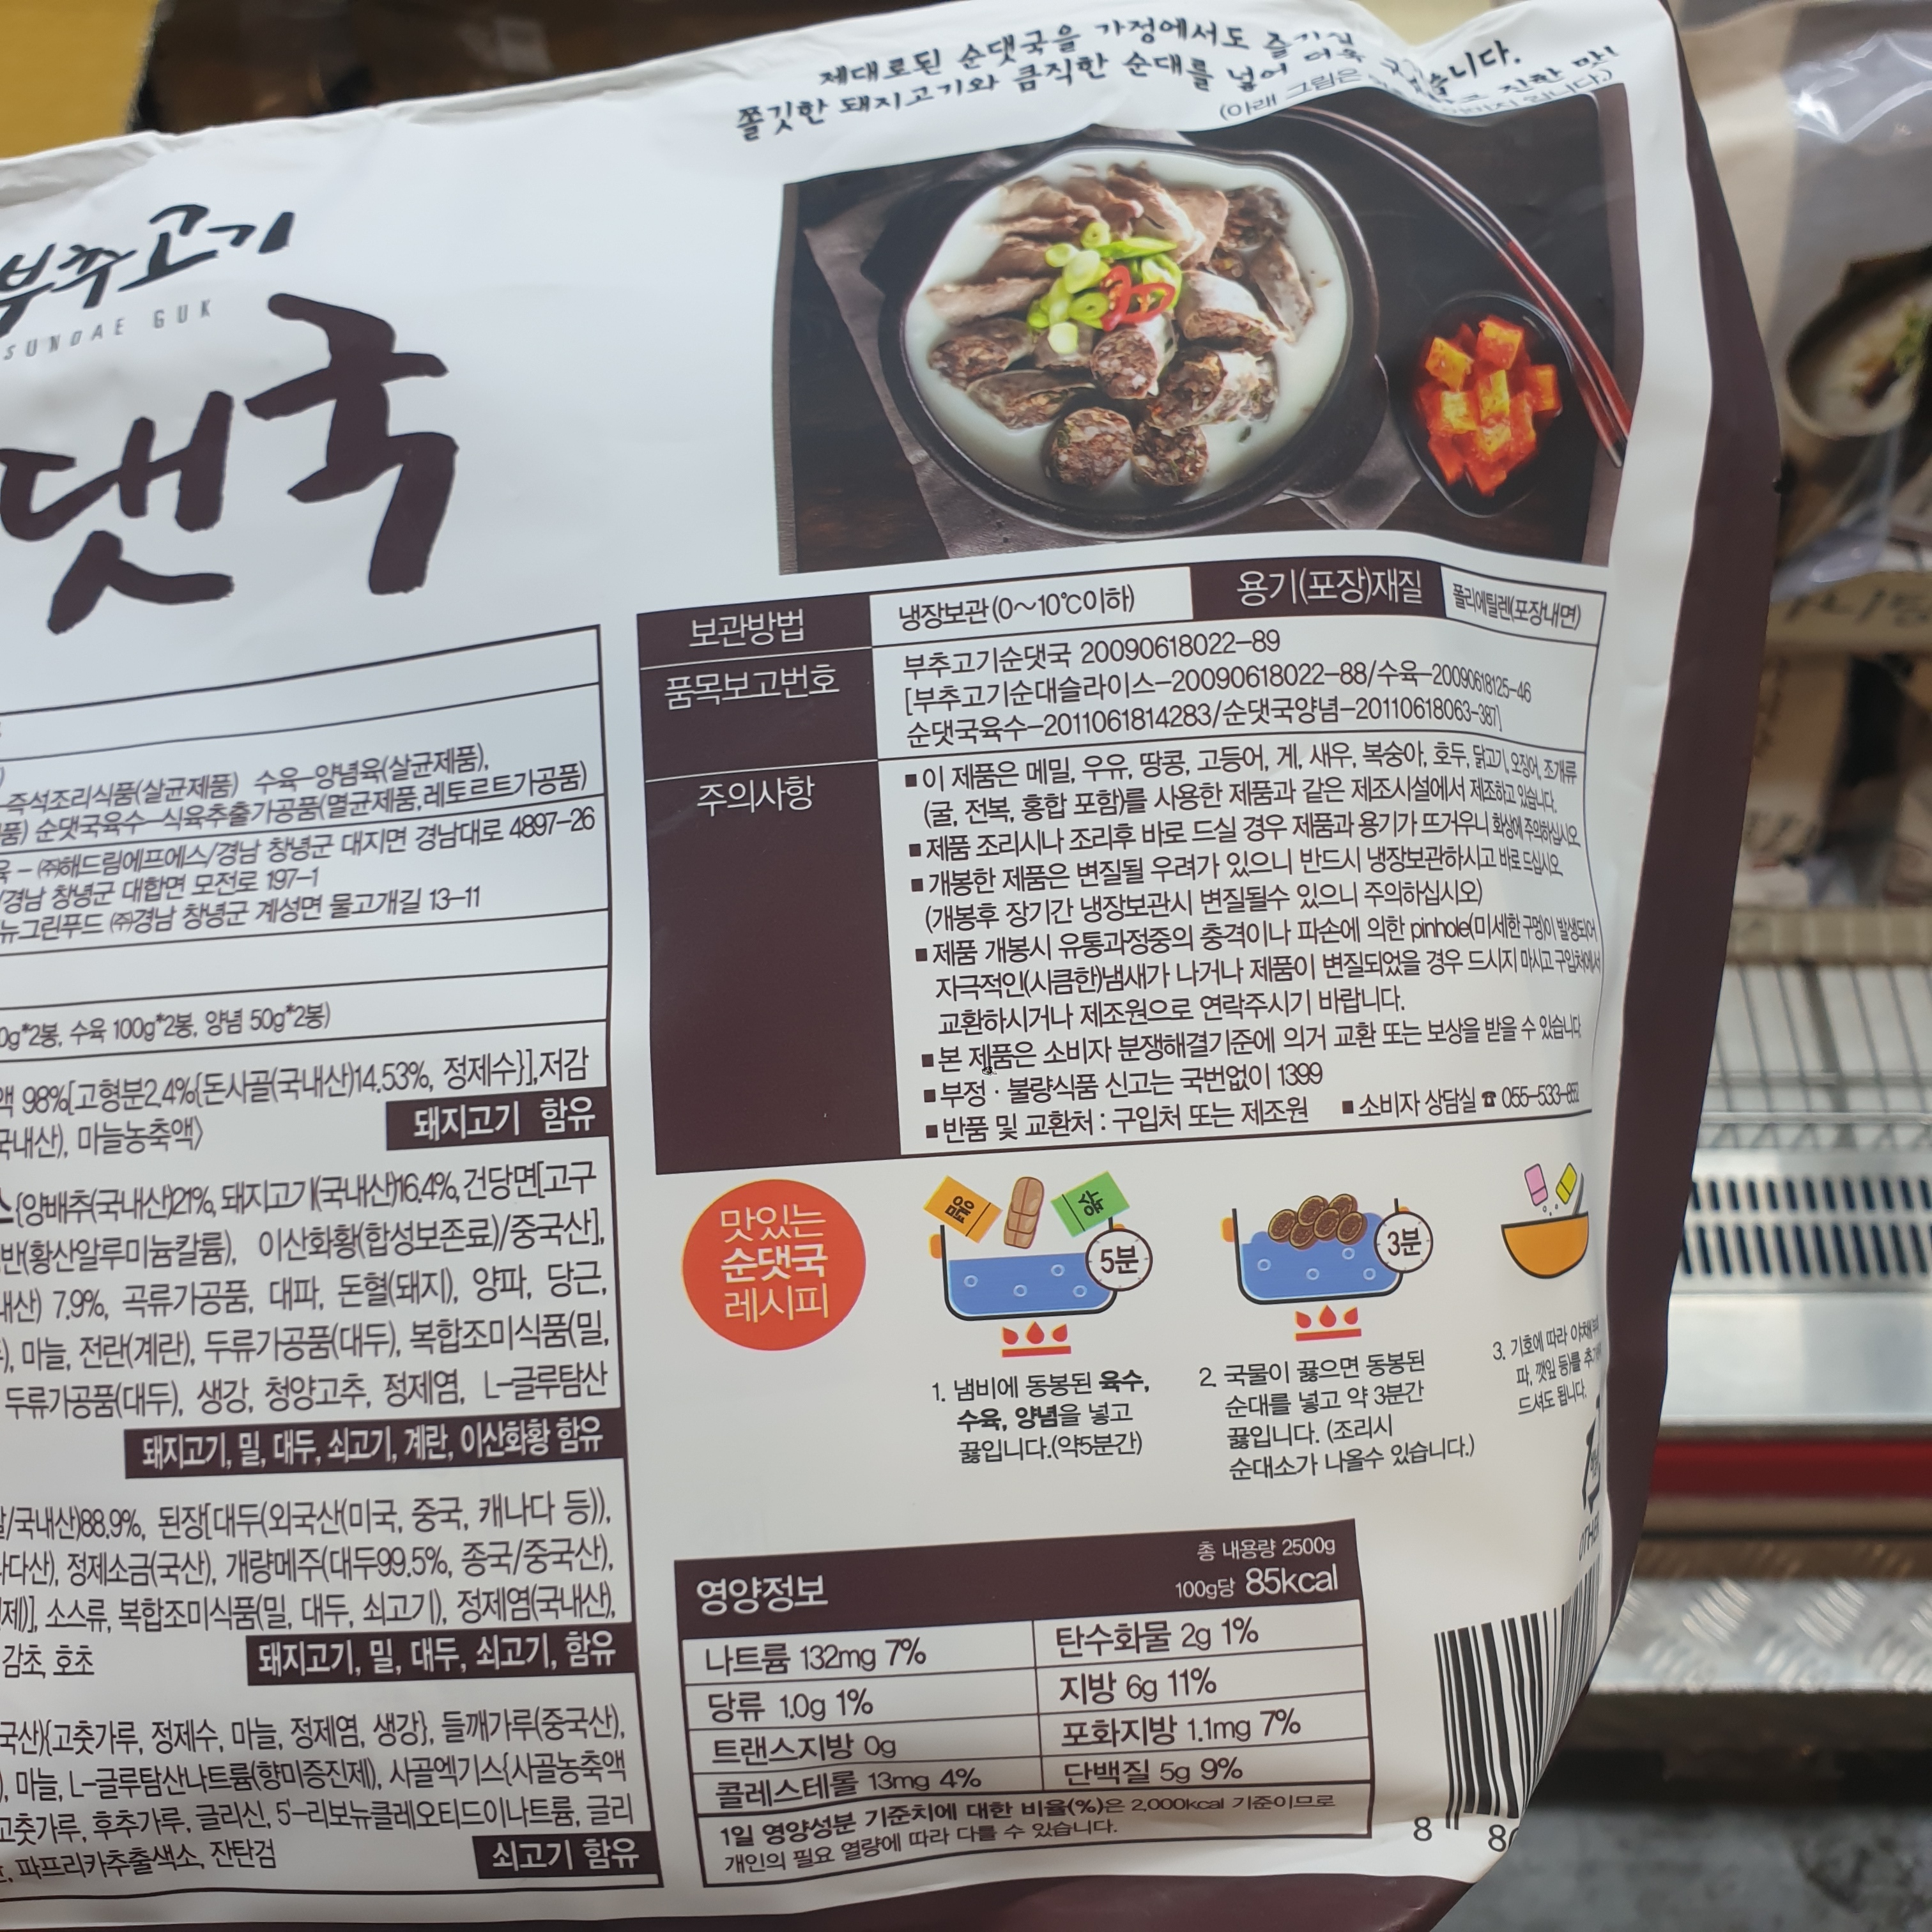 제대로된 순댓국을 가정에서도
쫄깃한 돼지고기와 큼직한 순대를 넣어 더욱
(아래 그림은
부추고기
SUNDAE GUK
댓국
보관방법 냉장보관(0~10℃이하) 용기(포장)재질 폴리에틸렌(포장내면)
품목보고번호 부추고기순댓국 20090618022-89
[부추고기순대슬라이스-20090618022-88/수육-20090618125-46
순댓국육수-2011061814283/순댓국양념-20110618063-387]
주의사항 ■이 제품은 메밀, 우유, 땅콩, 고등어, 게, 새우, 복숭아, 호두, 닭고기, 오징어, 조개류
(굴, 전복, 홍합 포함)를 사용한 제품과 같은 제조시설에서 제조하고 있습니다.
■제품 조리시나 조리후 바로 드실 경우 제품과 용기가 뜨거우니 화상에 주의하십시오.
■개봉한 제품은 변질될 우려가 있으니 반드시 냉장보관하시고 바로 드십시오.
(개봉후 장기간 냉장보관시 변질될수 있으니 주의하십시오)
■제품 개봉시 유통과정중의 충격이나 파손에 의한 pinhole(미세한 구멍)이 발생되어
자극적인(시큼한)냄새가 나거나 제품이 변질되었을 경우 드시지 마시고 구입처에서
교환하시거나 제조원으로 연락주시기 바랍니다.
■본 제품은 소비자 분쟁해결기준에 의거 교환 또는 보상을 받을 수 있습니다
■부정·불량식품 신고는 국번없이 1399
■반품 및 교환처 : 구입처 또는 제조원 ■소비자 상담실 ☎ 055-533-
즉석조리식품(살균제품) 수육-양념육(살균제품),
품) 순댓국육수-식육추출가공품(멸균제품,레토르트가공품)
육 - ㈜해드림에프에스/경남 창녕군 대지면 경남대로 4897-26
/경남 창녕군 대합면 모전로 197-1
뉴그린푸드 ㈜경남 창녕군 계성면 물고개길 13-11
0g*2봉, 수육 100g*2봉, 양념 50g*2봉)
액 98%[고형분2.4%{돈사골(국내산)14.53%, 정제수}],저감
국내산), 마늘농축액〉
돼지고기 함유
스{양배추(국내산)21%, 돼지고기(국내산)16.4%, 건당면[고구
반(황산알루미늄칼륨), 이산화황(합성보존료)/중국산],
내산) 7.9%, 곡류가공품, 대파, 돈혈(돼지), 양파, 당근,
), 마늘, 전란(계란), 두류가공품(대두), 복합조미식품(밀,
두류가공품(대두), 생강, 청양고추, 정제염, L-글루탐산
돼지고기, 밀, 대두, 쇠고기, 계란, 이산화황 함유
/국내산)88.9%, 된장[대두(외국산(미국, 중국, 캐나다 등)),
나다산), 정제소금(국산), 개량메주(대두99.5%, 종국/중국산),
제)], 소스류, 복합조미식품(밀, 대두, 쇠고기), 정제염(국내산),
감초, 호초
돼지고기, 밀, 대두, 쇠고기, 함유
국산){고춧가루, 정제수, 마늘, 정제염, 생강}, 들깨가루(중국산),
), 마늘, L-글루탐산나트륨(향미증진제), 사골엑기스{사골농축액
고춧가루, 후추가루, 글리신, 5'-리보뉴클레오티드이나트륨, 글리
, 파프리카추출색소, 잔탄검
쇠고기 함유
맛있는
순댓국
레시피
양념
육수
5분
3분
1. 냄비에 동봉된 육수,
수육, 양념을 넣고
끓입니다.(약5분간)
2. 국물이 끓으면 동봉된
순대를 넣고 약 3분간
끓입니다. (조리시
순대소가 나올수 있습니다.)
3. 기호에 따라
파, 깻잎 등)를
드셔도 됩니다.
OTHER
영양정보
총 내용량 2500g
100g당 85kcal
나트륨 132mg 7% 탄수화물 2g 1%
당류 1.0g 1% 지방 6g 11%
트랜스지방 0g 포화지방 1.1mg 7%
콜레스테롤 13mg 4% 단백질 5g 9%
1일 영양성분 기준치에 대한 비율(%)은 2,000kcal 기준이므로
개인의 필요 열량에 따라 다를 수 있습니다.
8 8